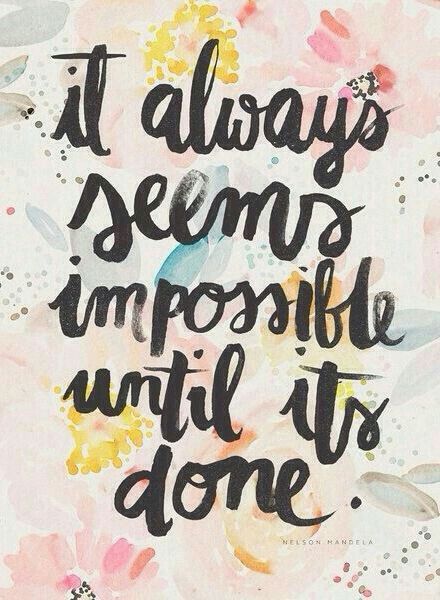 it always
seems
impossible
until its
done.
NELSON MANDELA